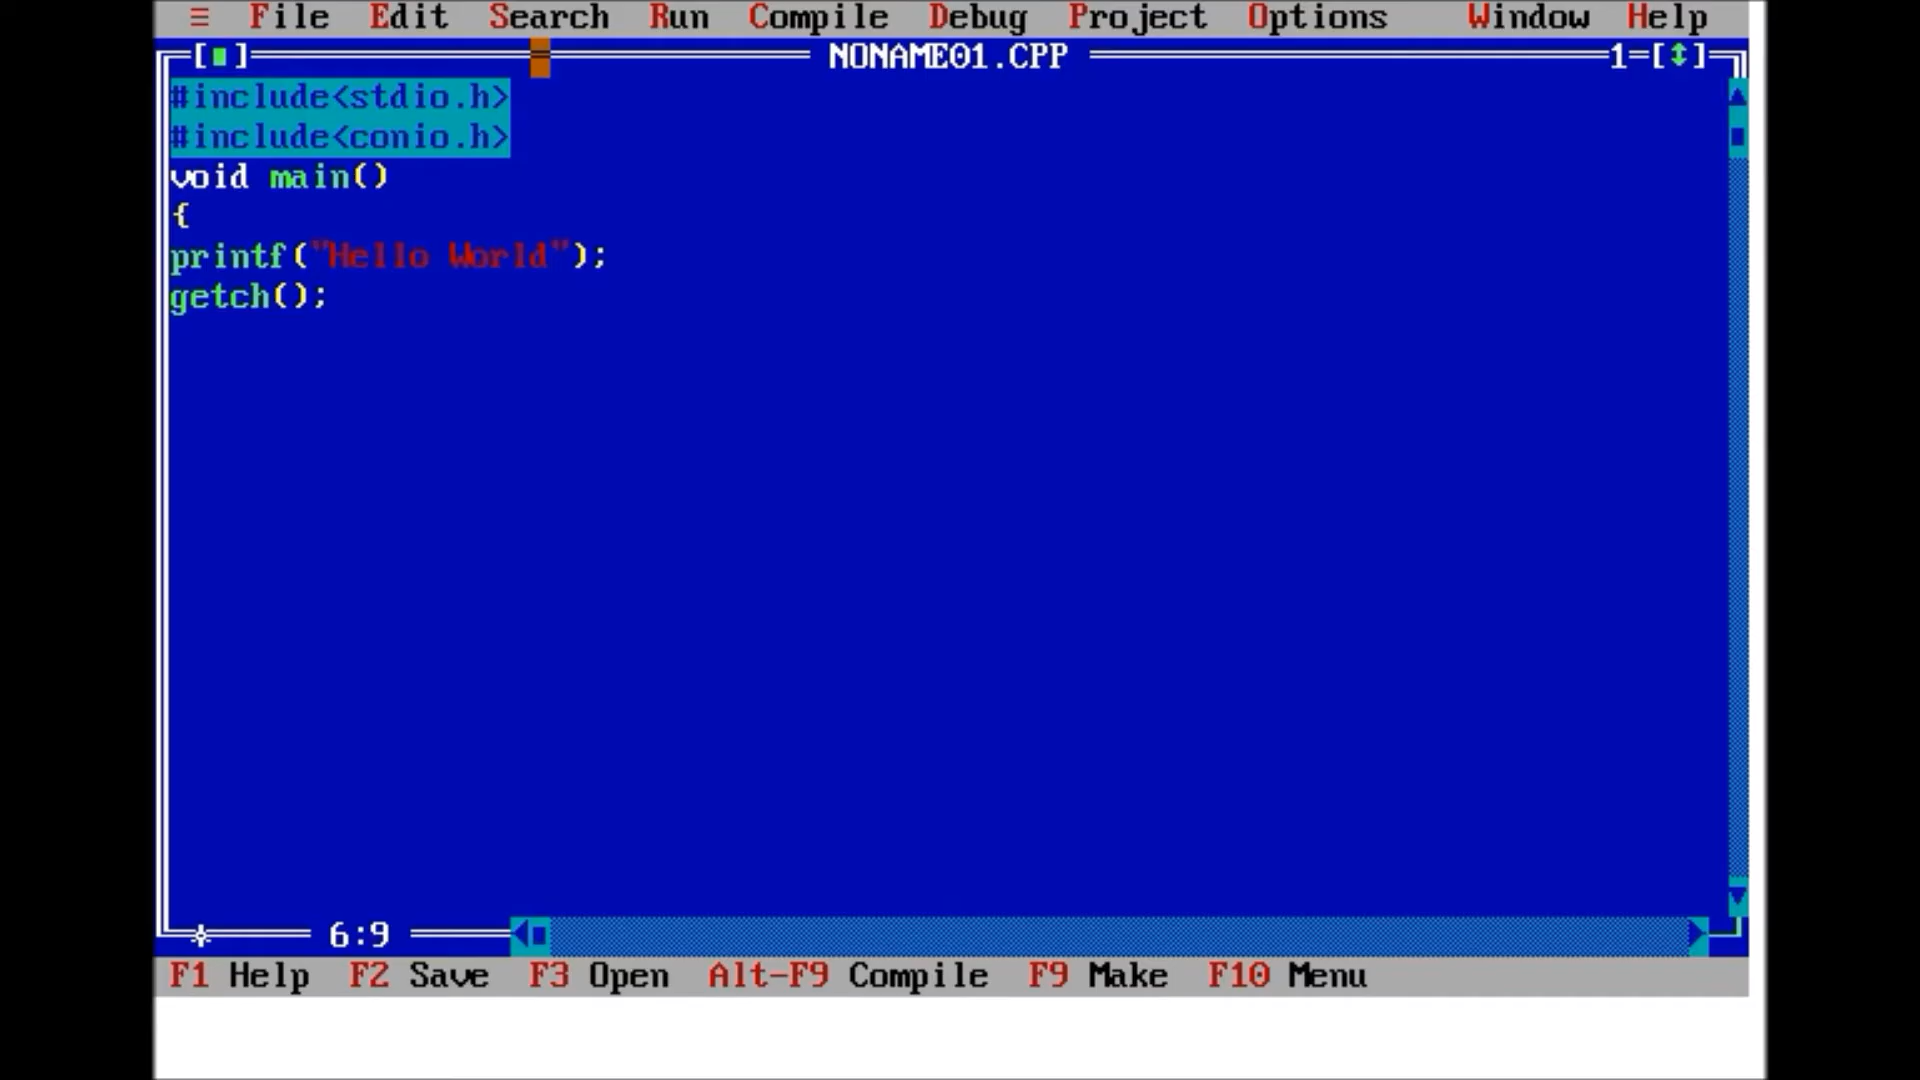 ≡ File Edit Search Run Compile Debug Project Options Window Help
[■] NONAME01.CPP 1=[↕]
#include<stdio.h>
#include<conio.h>
void main()
{
printf("Hello World");
getch();
6:9
F1 Help F2 Save F3 Open Alt-F9 Compile F9 Make F10 Menu